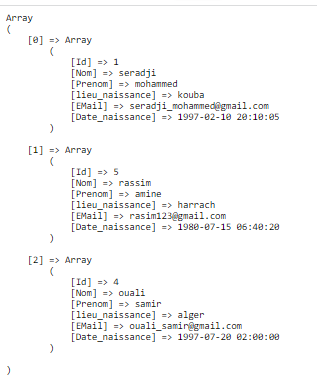 Array
(
    [0] => Array
        (
            [Id] => 1
            [Nom] => seradji
            [Prenom] => mohammed
            [lieu_naissance] => kouba
            [EMail] => seradji_mohammed@gmail.com
            [Date_naissance] => 1997-02-10 20:10:05
        )

    [1] => Array
        (
            [Id] => 5
            [Nom] => rassim
            [Prenom] => amine
            [lieu_naissance] => harrach
            [EMail] => rasim123@gmail.com
            [Date_naissance] => 1980-07-15 06:40:20
        )

    [2] => Array
        (
            [Id] => 4
            [Nom] => ouali
            [Prenom] => samir
            [lieu_naissance] => alger
            [EMail] => ouali_samir@gmail.com
            [Date_naissance] => 1997-07-20 02:00:00
        )

)